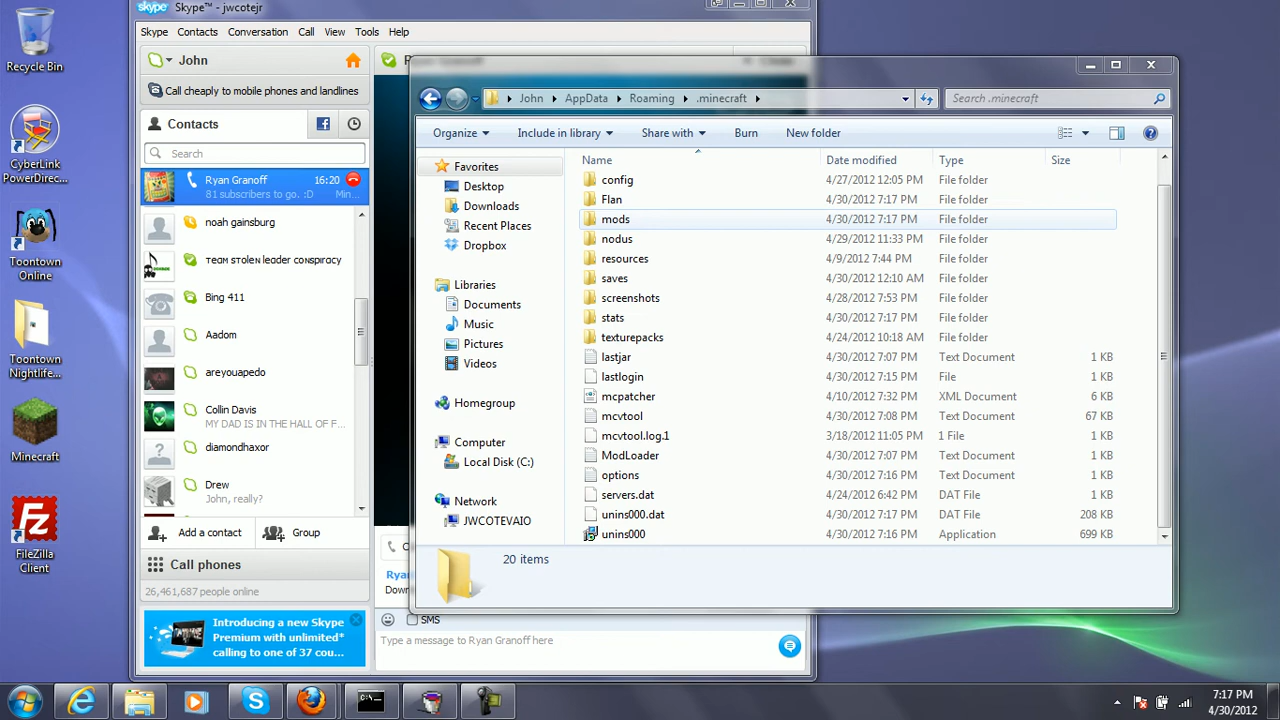 Recycle Bin
CyberLink
PowerDirec...
Toontown
Online
Toontown
Nightlife...
Minecraft
FileZilla
Client
Skype™ - jwcotejr
Skype Contacts Conversation Call View Tools Help
John
Call cheaply to mobile phones and landlines
Contacts
Search
Ryan Granoff 16:20
81 subscribers to go. :D Min...
noah gainsburg
Bing 411
Aadom
areyouapedo
Collin Davis
MY DAD IS IN THE HALL OF F...
diamondhaxor
Drew
John, really?
Add a contact Group
Call phones
26,461,687 people online
Introducing a new Skype
Premium with unlimited*
calling to one of 37 cou...
SMS
Type a message to Ryan Granoff here
John AppData Roaming .minecraft
Search .minecraft
Organize Include in library Share with Burn New folder
Favorites
Desktop
Downloads
Recent Places
Dropbox
Libraries
Documents
Music
Pictures
Videos
Homegroup
Computer
Local Disk (C:)
Network
JWCOTEVAIO
Name Date modified Type Size
config 4/27/2012 12:05 PM File folder
Flan 4/30/2012 7:17 PM File folder
mods 4/30/2012 7:17 PM File folder
nodus 4/29/2012 11:33 PM File folder
resources 4/9/2012 7:44 PM File folder
saves 4/30/2012 12:10 AM File folder
screenshots 4/28/2012 7:53 PM File folder
stats 4/30/2012 7:17 PM File folder
texturepacks 4/24/2012 10:18 AM File folder
lastjar 4/30/2012 7:07 PM Text Document 1 KB
lastlogin 4/30/2012 7:15 PM File 1 KB
mcpatcher 4/10/2012 7:32 PM XML Document 6 KB
mcvtool 4/30/2012 7:08 PM Text Document 67 KB
mcvtool.log.1 3/18/2012 11:05 PM 1 File 1 KB
ModLoader 4/30/2012 7:07 PM Text Document 1 KB
options 4/30/2012 7:16 PM Text Document 1 KB
servers.dat 4/24/2012 6:42 PM DAT File 1 KB
unins000.dat 4/30/2012 7:17 PM DAT File 208 KB
unins000 4/30/2012 7:16 PM Application 699 KB
20 items
7:17 PM
4/30/2012